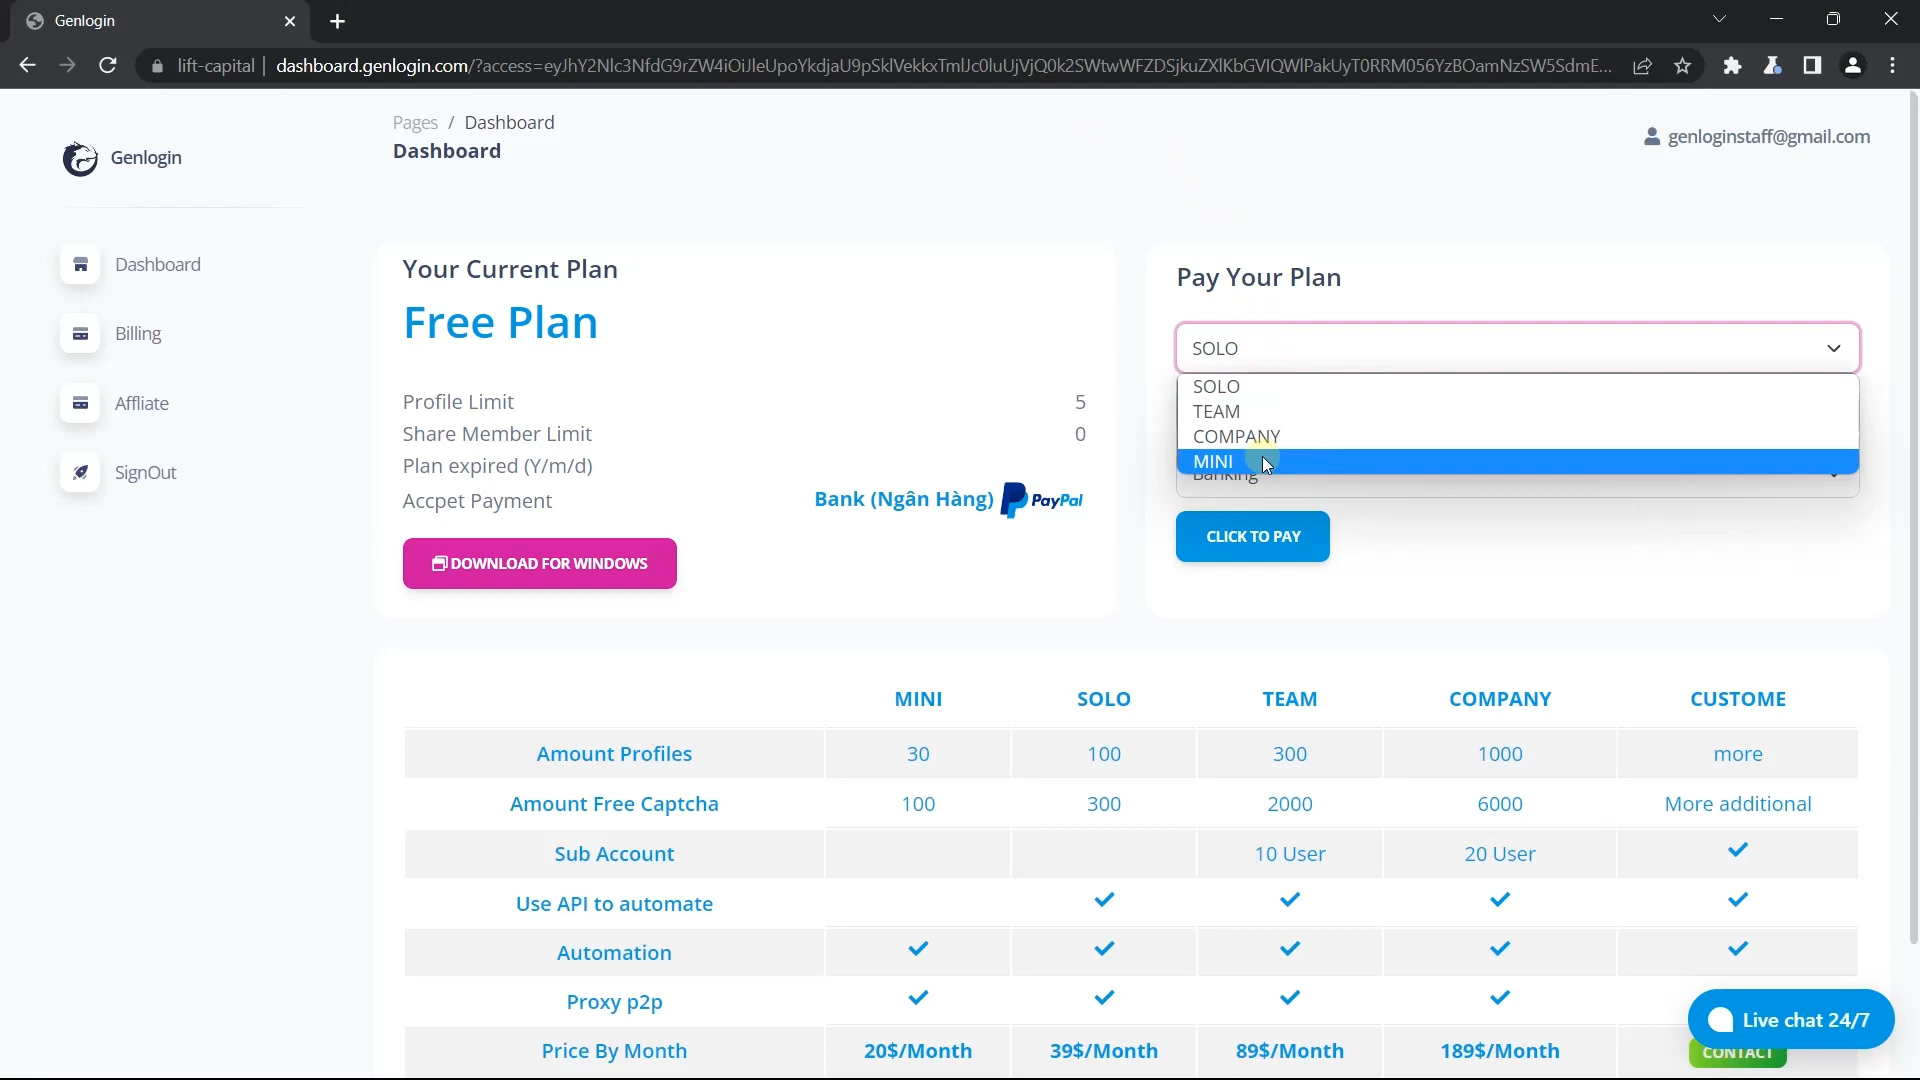 Genlogin
lift-capital | dashboard.genlogin.com/?access=
Pages / Dashboard
Dashboard
genloginstaff@gmail.com
Genlogin
Dashboard
Billing
Affliate
SignOut
Your Current Plan
Free Plan
Profile Limit 5
Share Member Limit 0
Plan expired (Y/m/d)
Accpet Payment Bank (Ngân Hàng) PayPal
DOWNLOAD FOR WINDOWS
Pay Your Plan
SOLO
SOLO
TEAM
COMPANY
MINI
Banking
CLICK TO PAY
MINI SOLO TEAM COMPANY CUSTOME
Amount Profiles 30 100 300 1000 more
Amount Free Captcha 100 300 2000 6000 More additional
Sub Account 10 User 20 User
Use API to automate
Automation
Proxy p2p
Price By Month 20$/Month 39$/Month 89$/Month 189$/Month
Live chat 24/7
CONTACT